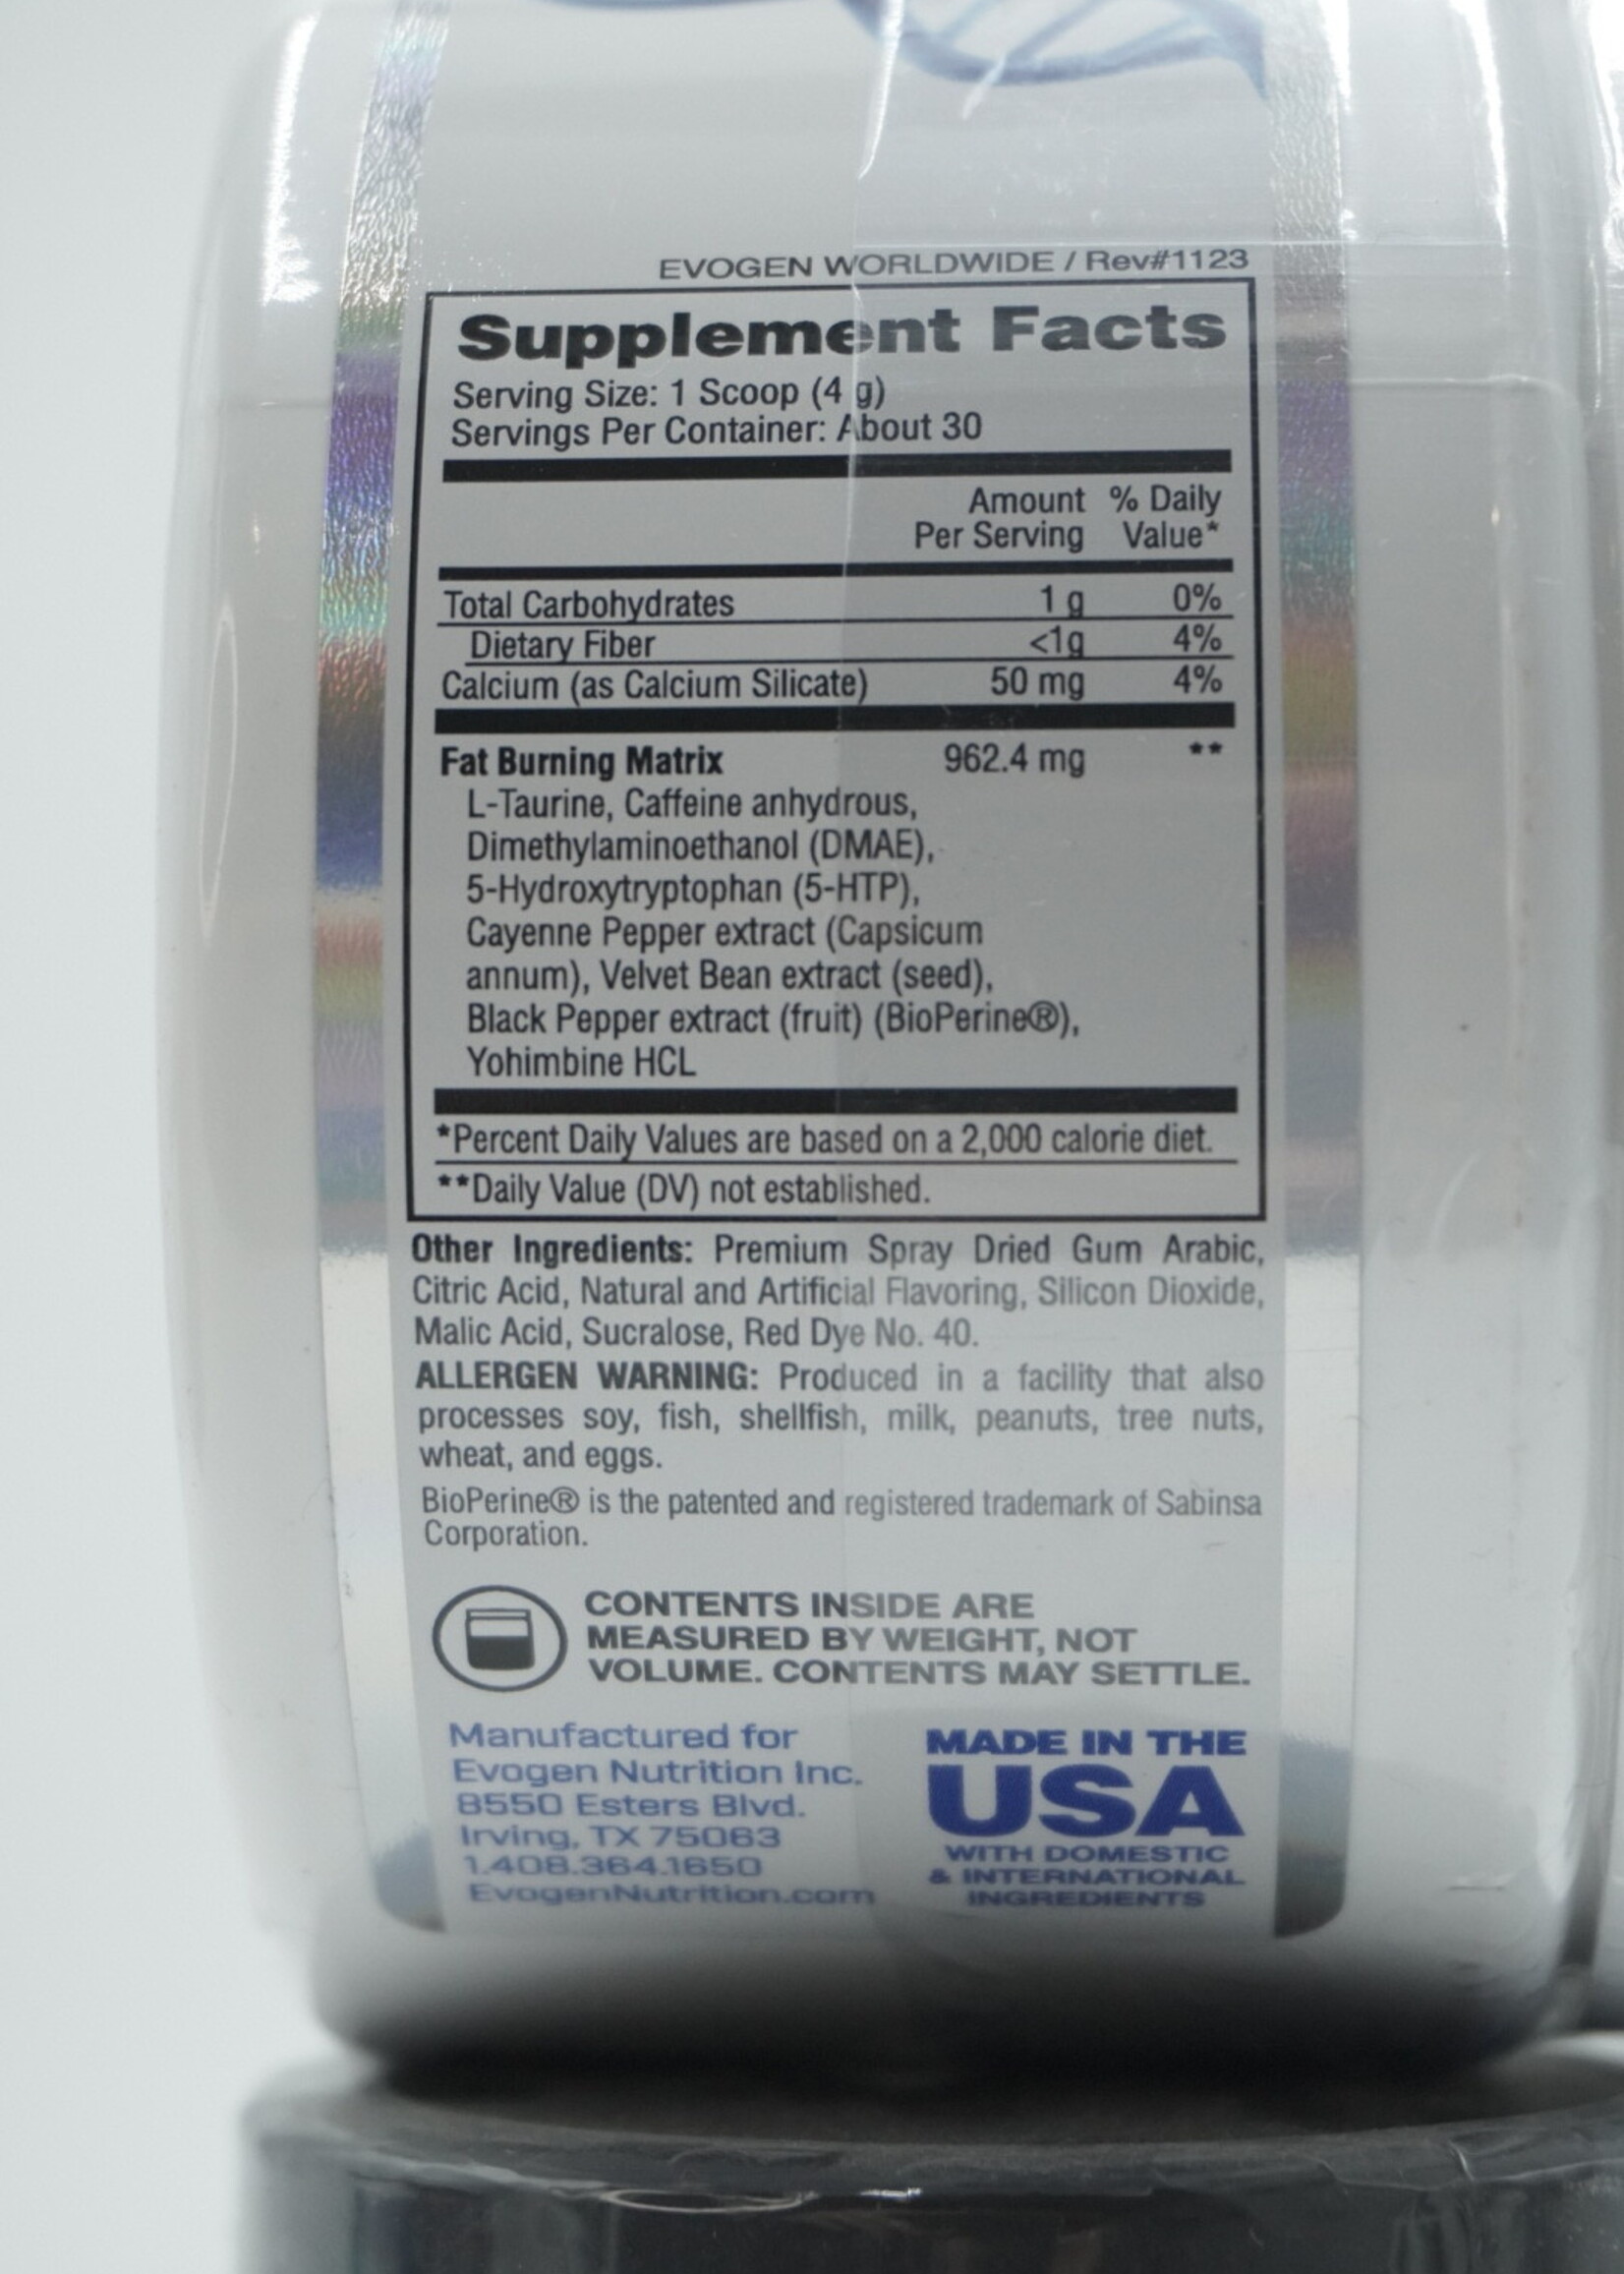 EVOGEN WORLDWIDE / Rev#1123
Supplement Facts
Serving Size: 1 Scoop (4 g)
Servings Per Container: About 30
Amount % Daily
Per Serving Value*
Total Carbohydrates 1 g 0%
Dietary Fiber <1g 4%
Calcium (as Calcium Silicate) 50 mg 4%
Fat Burning Matrix 962.4 mg **
L-Taurine, Caffeine anhydrous,
Dimethylaminoethanol (DMAE),
5-Hydroxytryptophan (5-HTP),
Cayenne Pepper extract (Capsicum
annum), Velvet Bean extract (seed),
Black Pepper extract (fruit) (BioPerine®),
Yohimbine HCL
*Percent Daily Values are based on a 2,000 calorie diet.
**Daily Value (DV) not established.
Other Ingredients: Premium Spray Dried Gum Arabic,
Citric Acid, Natural and Artificial Flavoring, Silicon Dioxide,
Malic Acid, Sucralose, Red Dye No. 40.
ALLERGEN WARNING: Produced in a facility that also
processes soy, fish, shellfish, milk, peanuts, tree nuts,
wheat, and eggs.
BioPerine® is the patented and registered trademark of Sabinsa
Corporation.
CONTENTS INSIDE ARE
MEASURED BY WEIGHT, NOT
VOLUME. CONTENTS MAY SETTLE.
Manufactured for
Evogen Nutrition Inc.
8550 Esters Blvd.
Irving, TX 75063
1.408.364.1650
EvogenNutrition.com
MADE IN THE
USA
WITH DOMESTIC
& INTERNATIONAL
INGREDIENTS